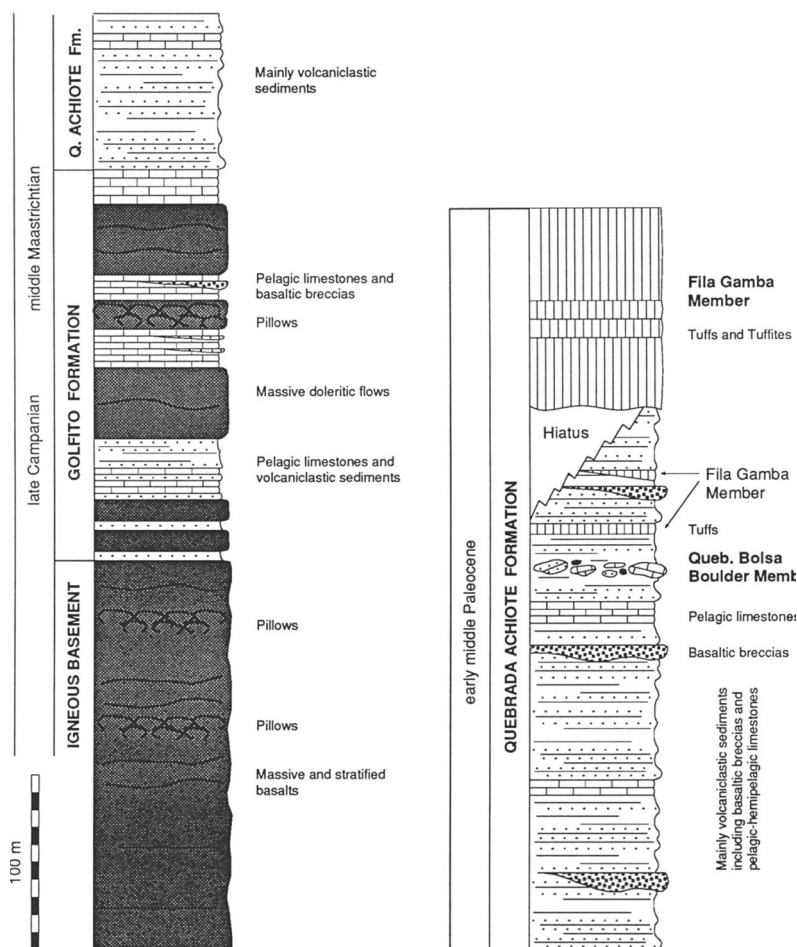 Q. ACHIOTE Fm.
Mainly volcaniclastic
sediments
middle Maastrichtian
late Campanian
GOLFITO FORMATION
Pelagic limestones and
basaltic breccias
Pillows
Massive doleritic flows
Pelagic limestones and
volcaniclastic sediments
IGNEOUS BASEMENT
Pillows
Pillows
Massive and stratified
basalts
100 m
early middle Paleocene
QUEBRADA ACHIOTE FORMATION
Fila Gamba
Member
Tuffs and Tuffites
Hiatus
Fila Gamba
Member
Tuffs
Queb. Bolsa
Boulder Memb
Pelagic limestones
Basaltic breccias
Mainly volcaniclastic sediments
including basaltic breccias and
pelagic-hemipelagic limestones